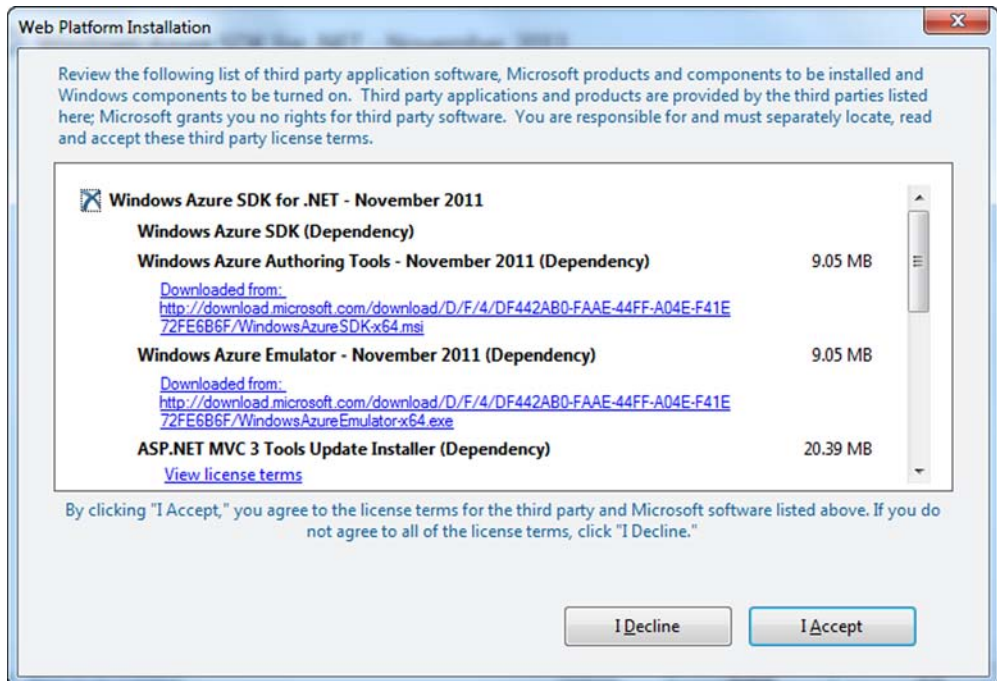 Web Platform Installation
Review the following list of third party application software, Microsoft products and components to be installed and
Windows components to be turned on. Third party applications and products are provided by the third parties listed
here; Microsoft grants you no rights for third party software. You are responsible for and must separately locate, read
and accept these third party license terms.
Windows Azure SDK for .NET - November 2011
Windows Azure SDK (Dependency)
Windows Azure Authoring Tools - November 2011 (Dependency) 9.05 MB
Downloaded from:
http://download.microsoft.com/download/D/F/4/DF442AB0-FAAE-44FF-A04E-F41E
72FE6B6F/WindowsAzureSDK-x64.msi
Windows Azure Emulator - November 2011 (Dependency) 9.05 MB
Downloaded from:
http://download.microsoft.com/download/D/F/4/DF442AB0-FAAE-44FF-A04E-F41E
72FE6B6F/WindowsAzureEmulator-x64.exe
ASP.NET MVC 3 Tools Update Installer (Dependency) 20.39 MB
View license terms
By clicking "I Accept," you agree to the license terms for the third party and Microsoft software listed above. If you do
not agree to all of the license terms, click "I Decline."
I Decline
I Accept